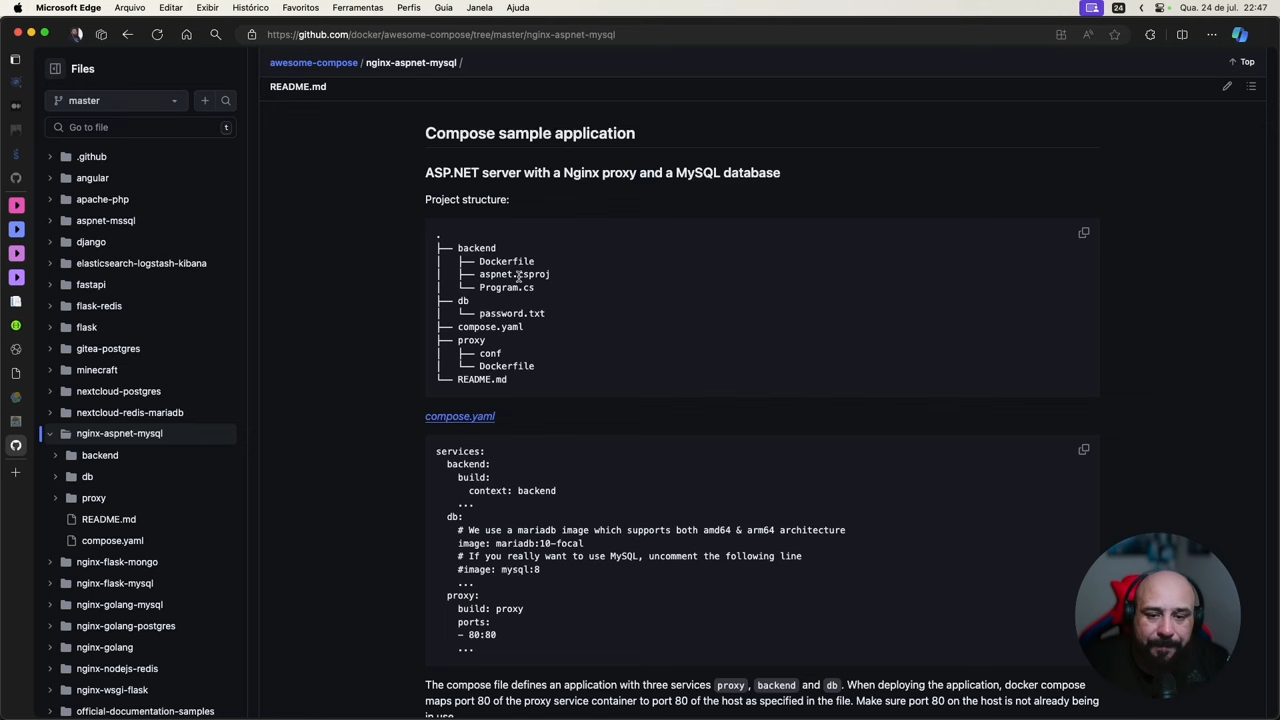 Microsoft Edge Arquivo Editar Exibir Histórico Favoritos Ferramentas Perfis Guia Janela Ajuda 24 Qua. 24 de jul. 22:47
https://github.com/docker/awesome-compose/tree/master/nginx-aspnet-mysql
Files
master
Go to file t
.github
angular
apache-php
aspnet-mssql
django
elasticsearch-logstash-kibana
fastapi
flask-redis
flask
gitea-postgres
minecraft
nextcloud-postgres
nextcloud-redis-mariadb
nginx-aspnet-mysql
backend
db
proxy
README.md
compose.yaml
nginx-flask-mongo
nginx-flask-mysql
nginx-golang-mysql
nginx-golang-postgres
nginx-golang
nginx-nodejs-redis
nginx-wsgi-flask
official-documentation-samples
awesome-compose / nginx-aspnet-mysql / Top
README.md
Compose sample application
ASP.NET server with a Nginx proxy and a MySQL database
Project structure:
.
├── backend
│   ├── Dockerfile
│   ├── aspnet.csproj
│   └── Program.cs
├── db
│   └── password.txt
├── compose.yaml
├── proxy
│   ├── conf
│   └── Dockerfile
└── README.md
compose.yaml
services:
backend:
build:
context: backend
...
db:
# We use a mariadb image which supports both amd64 & arm64 architecture
image: mariadb:10-focal
# If you really want to use MySQL, uncomment the following line
#image: mysql:8
...
proxy:
build: proxy
ports:
- 80:80
...
The compose file defines an application with three services proxy, backend and db. When deploying the application, docker compose
maps port 80 of the proxy service container to port 80 of the host as specified in the file. Make sure port 80 on the host is not already being
in use.